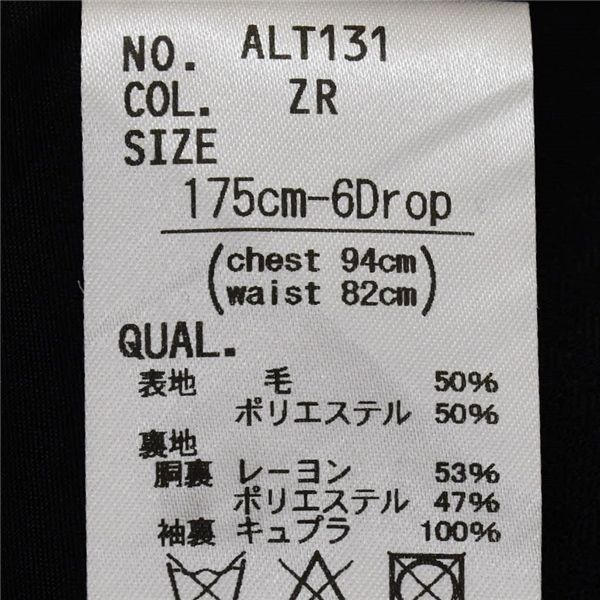 NO. ALT131
COL. ZR
SIZE
175cm-6Drop
(chest 94cm
waist 82cm)
QUAL.
表地 毛 50%
ポリエステル 50%
裏地
胴裏 レーヨン 53%
ポリエステル 47%
袖裏 キュプラ 100%